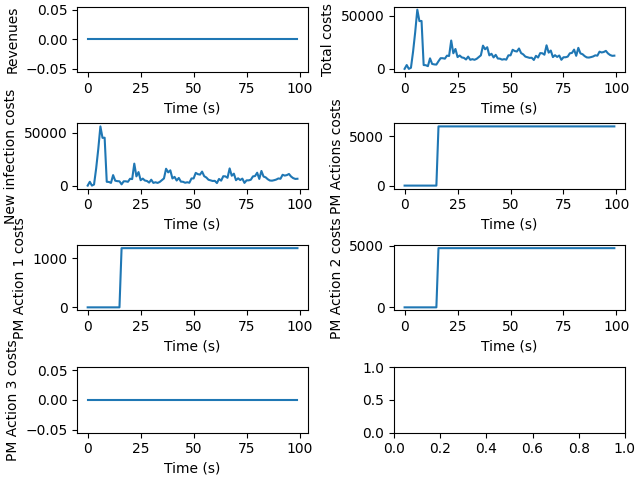 Revenues
0.05
0.00
−0.05
0 25 50 75 100
Time (s)
Total costs
50000
0
0 25 50 75 100
Time (s)
New infection costs
50000
0
0 25 50 75 100
Time (s)
PM Actions costs
5000
0
0 25 50 75 100
Time (s)
PM Action 1 costs
1000
0
0 25 50 75 100
Time (s)
PM Action 2 costs
5000
0
0 25 50 75 100
Time (s)
PM Action 3 costs
0.05
0.00
−0.05
0 25 50 75 100
Time (s)
1.0
0.5
0.0
0.0 0.2 0.4 0.6 0.8 1.0